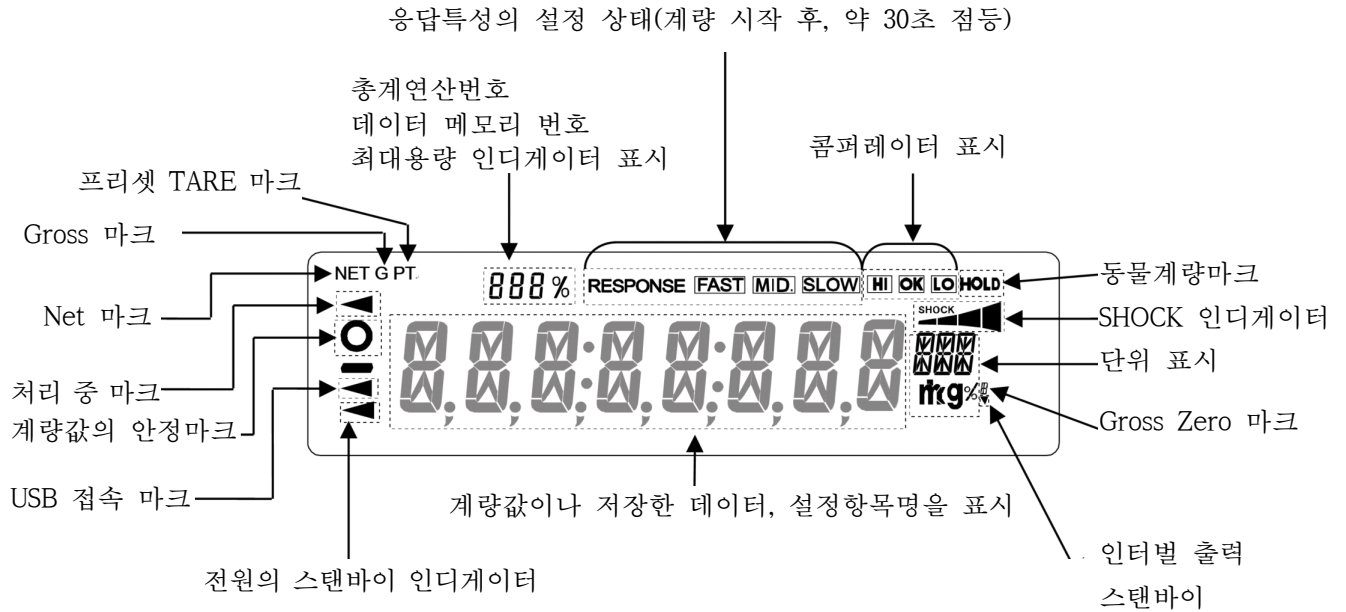 응답특성의 설정 상태(계량 시작 후, 약 30초 점등)
총계연산번호
데이터 메모리 번호
최대용량 인디게이터 표시
콤퍼레이터 표시
프리셋 TARE 마크
Gross 마크
Net 마크
처리 중 마크
계량값의 안정마크
USB 접속 마크
전원의 스탠바이 인디게이터
NET G PT
888 % RESPONSE FAST MID. SLOW HI OK LO HOLD
SHOCK
%
동물계량마크
SHOCK 인디게이터
단위 표시
Gross Zero 마크
계량값이나 저장한 데이터, 설정항목명을 표시
인터벌 출력
스탠바이